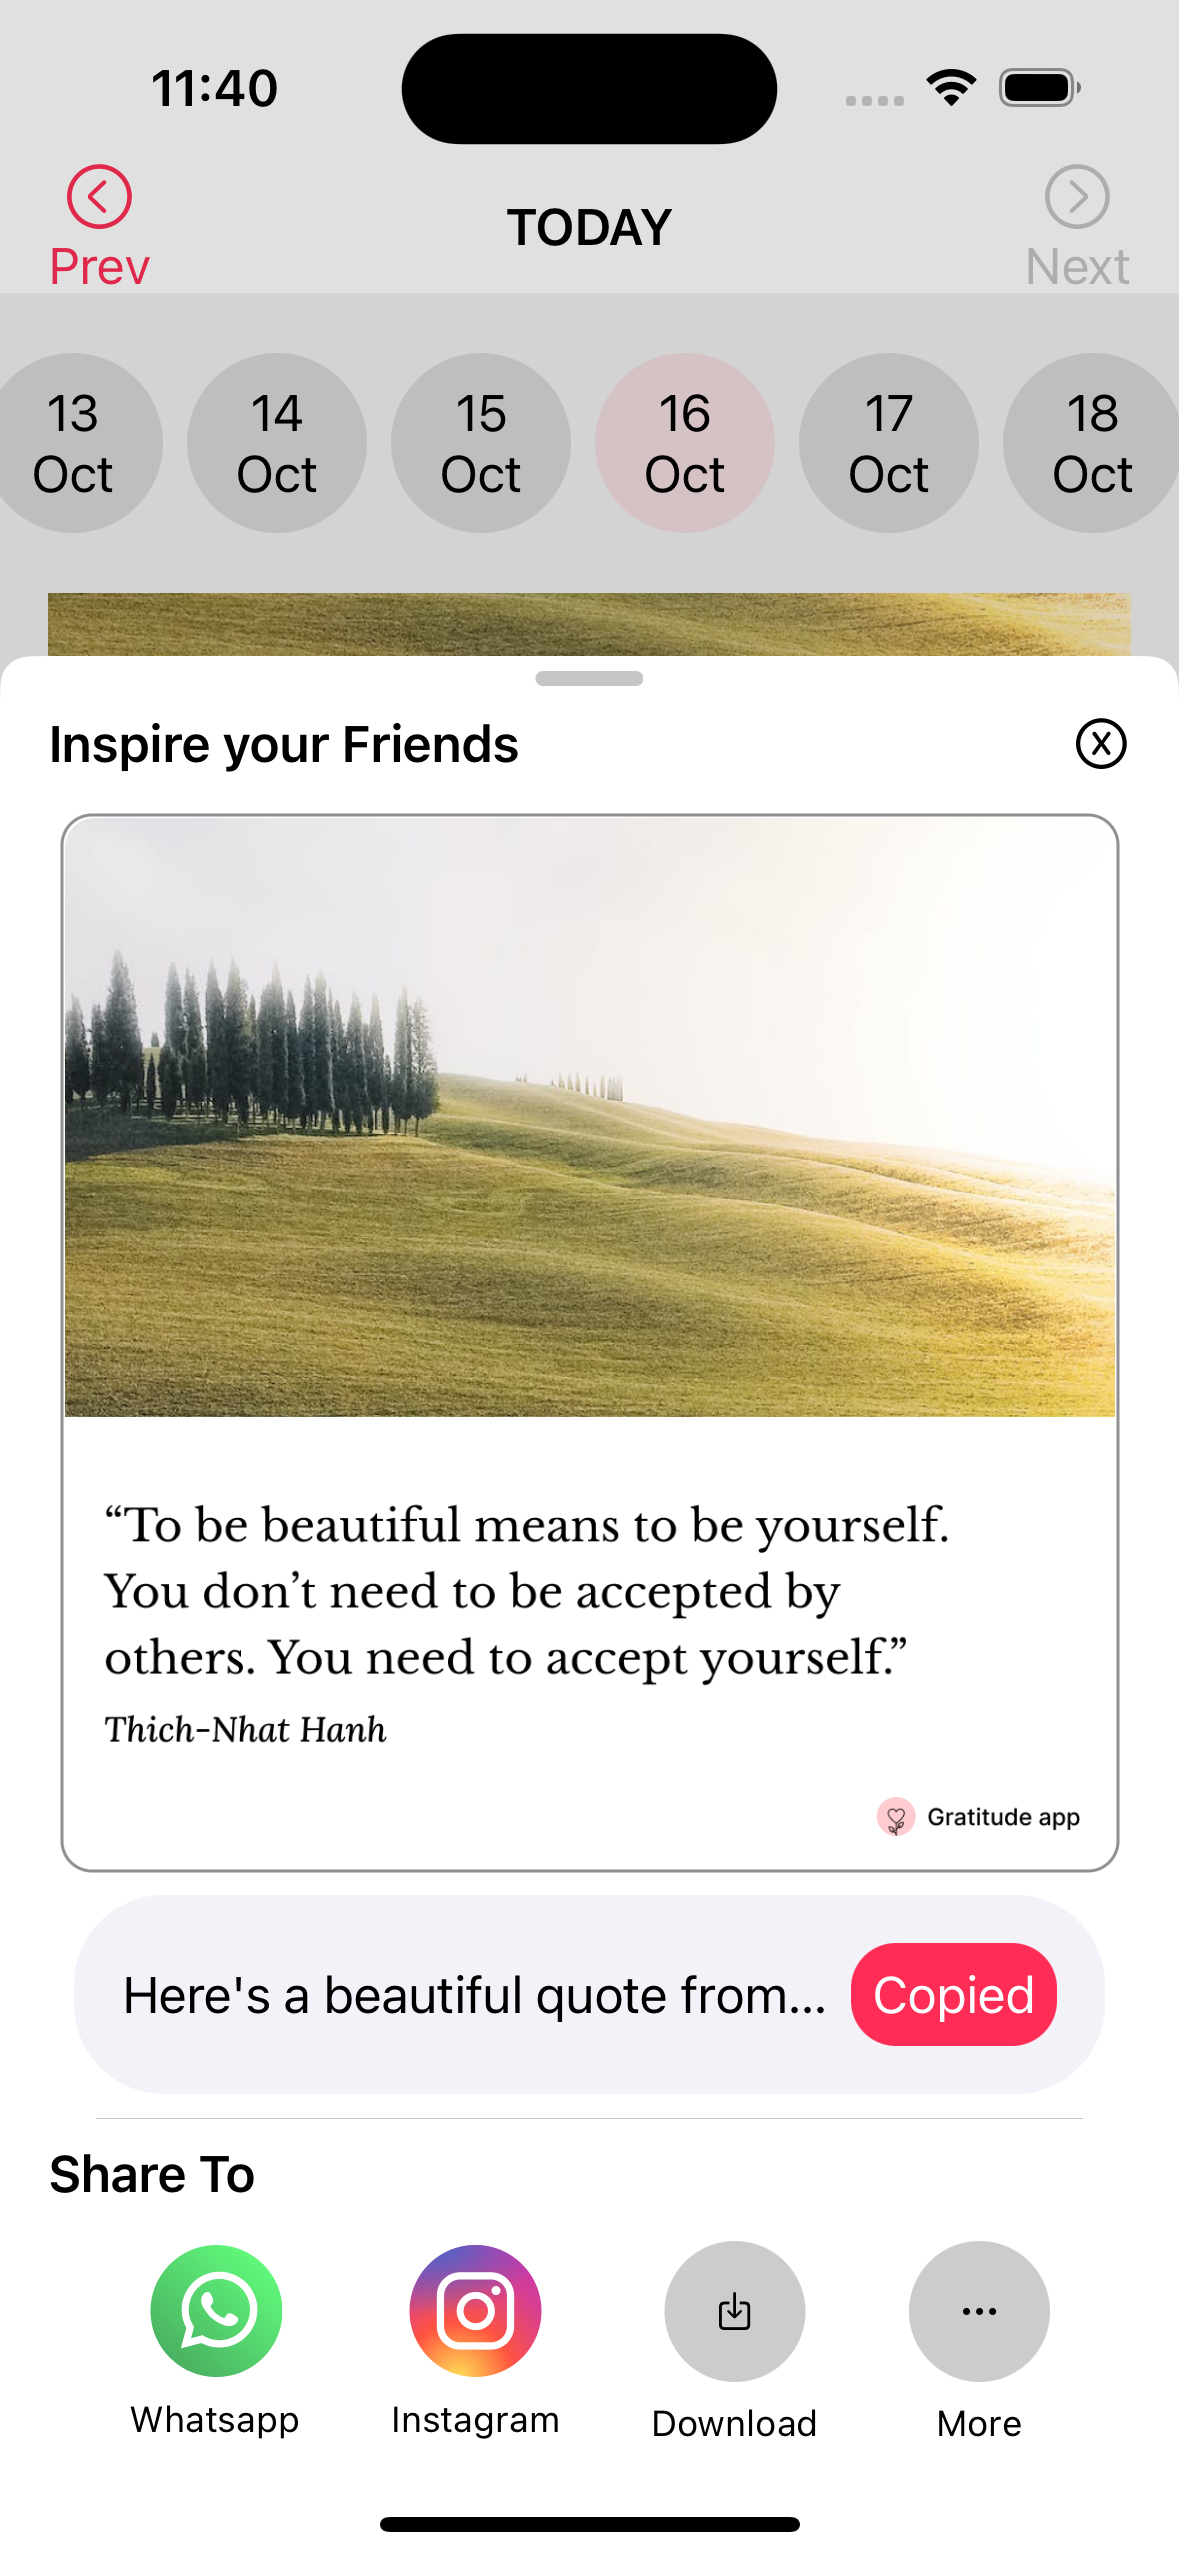 11:40
Prev
TODAY
Next
13
Oct
14
Oct
15
Oct
16
Oct
17
Oct
18
Oct
Inspire your Friends
“To be beautiful means to be yourself.
You don’t need to be accepted by
others. You need to accept yourself.”
Thich-Nhat Hanh
Gratitude app
Here's a beautiful quote from...
Copied
Share To
Whatsapp
Instagram
Download
More